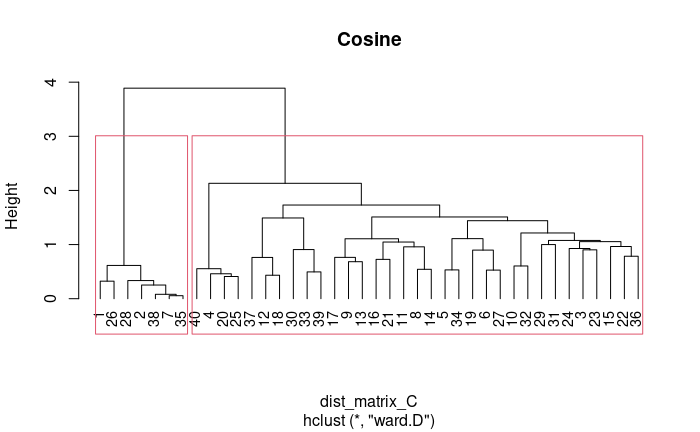 Cosine
Height
0 1 2 3 4
1 26 28 2 38 7 35 40 4 20 25 37 12 18 30 33 39 17 9 13 16 21 11 8 14 5 34 19 6 27 10 32 29 31 24 3 23 15 22 36
dist_matrix_C
hclust (*, "ward.D")